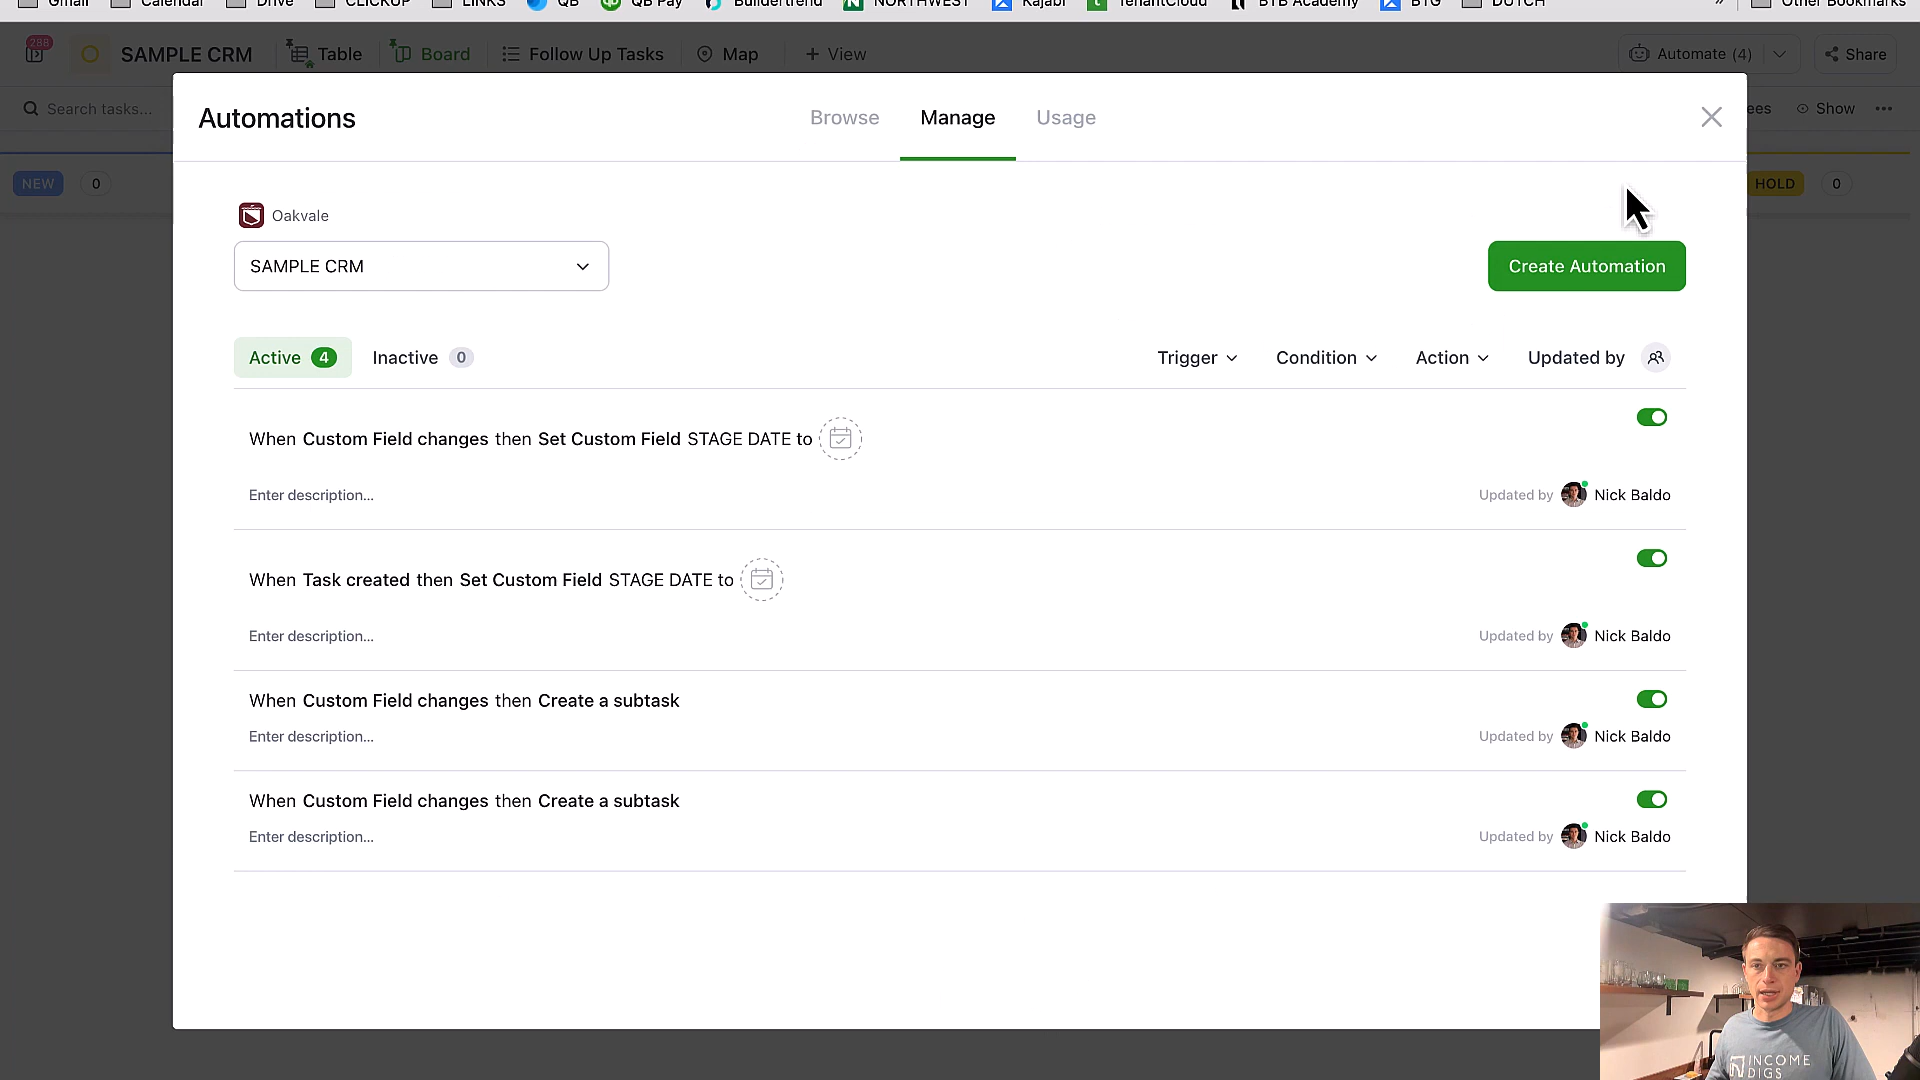 Gmail Calendar Drive CLICKUP LINKS QB QB Pay Buildertrend NORTHWEST Kajabi TenantCloud BTB Academy BTG DUTCH » Other Bookmarks
288 SAMPLE CRM Table Board Follow Up Tasks Map + View Automate (4) Share
Search tasks... ees Show
Automations Browse Manage Usage
NEW 0 HOLD 0
Oakvale
SAMPLE CRM Create Automation
Active 4 Inactive 0 Trigger Condition Action Updated by
When Custom Field changes then Set Custom Field STAGE DATE to
Enter description... Updated by Nick Baldo
When Task created then Set Custom Field STAGE DATE to
Enter description... Updated by Nick Baldo
When Custom Field changes then Create a subtask
Enter description... Updated by Nick Baldo
When Custom Field changes then Create a subtask
Enter description... Updated by Nick Baldo
INCOME
DIGS